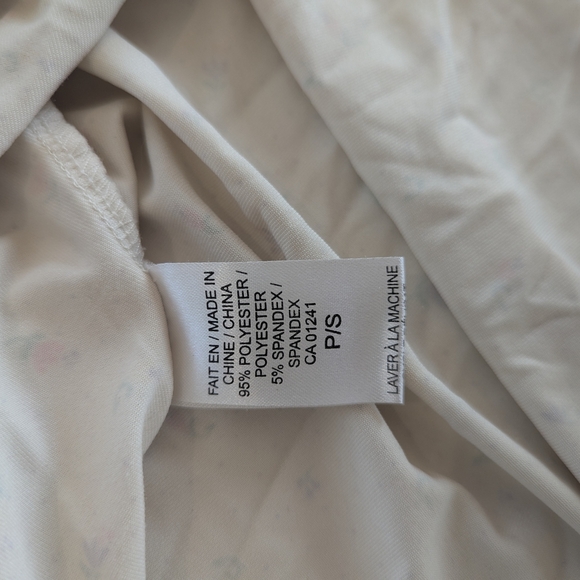 FAIT EN / MADE IN
CHINE / CHINA
95% POLYESTER /
POLYESTER
5% SPANDEX /
SPANDEX
CA 01241
P/S
LAVER À LA MACHINE